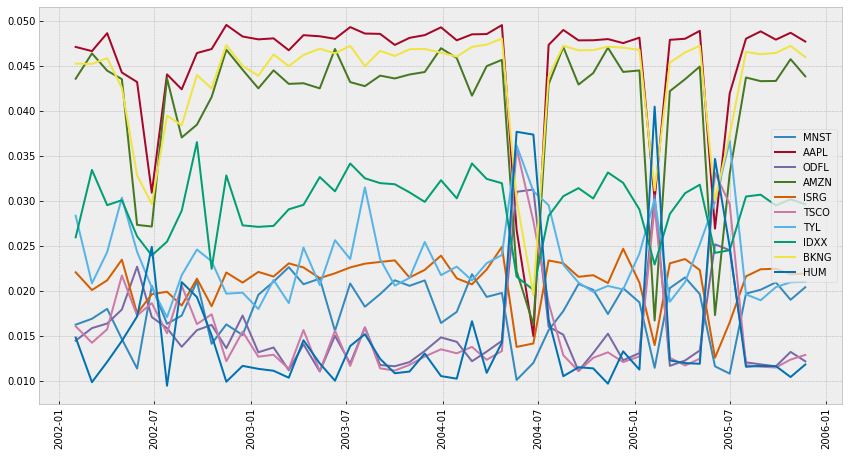 0.050
0.045
0.040
0.035
0.030
0.025
0.020
0.015
0.010
MNST
AAPL
ODFL
AMZN
ISRG
TSCO
TYL
IDXX
BKNG
HUM
2002-01
2002-07
2003-01
2003-07
2004-01
2004-07
2005-01
2005-07
2006-01